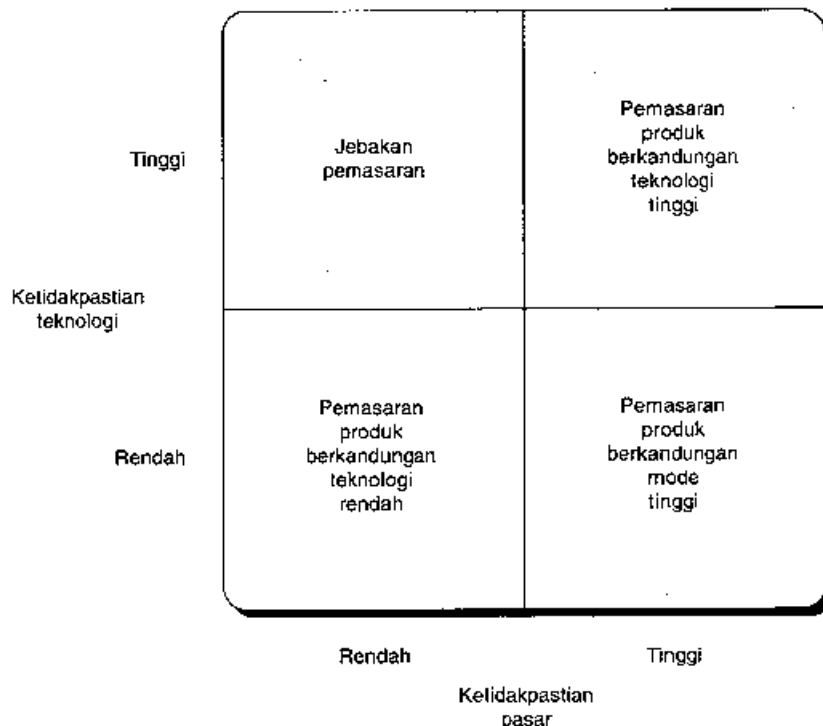 Tinggi
Jebakan
pemasaran
Pemasaran
produk
berkandungan
teknologi
tinggi
Ketidakpastian
teknologi
Rendah
Pemasaran
produk
berkandungan
teknologi
rendah
Pemasaran
produk
berkandungan
mode
tinggi
Rendah
Tinggi
Ketidakpastian
pasar